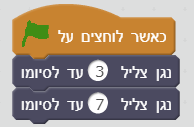 כאשר לוחצים על
נגן צליל 3 עד לסיומו
נגן צליל 7 עד לסיומו